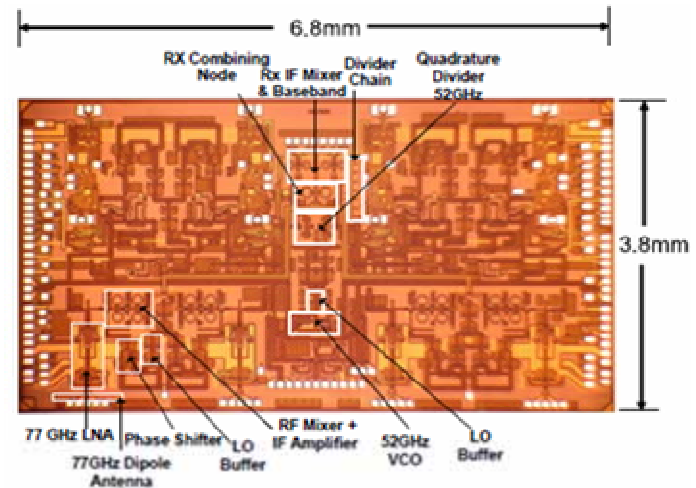 6.8mm
RX Combining
Node
Rx IF Mixer
& Baseband
Divider
Chain
Quadrature
Divider
52GHz
3.8mm
77 GHz LNA
Phase Shifter
LO
Buffer
RF Mixer +
IF Amplifier
52GHz
VCO
LO
Buffer
77GHz Dipole
Antenna